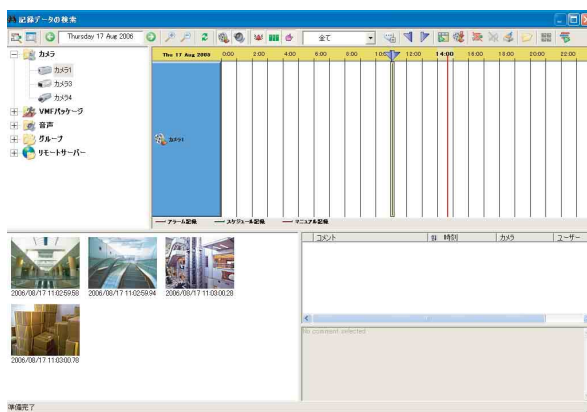 記録データの検索
Thursday 17 Aug 2006
全て
カメラ
カメラ1
カメラ3
カメラ4
VMFパッケージ
音声
グループ
リモートサーバー
Thu 17 Aug 2006 0:00 2:00 4:00 6:00 8:00 10:00 12:00 14:00 16:00 18:00 20:00 22:00
カメラ1
アラーム記録 スケジュール記録 マニュアル記録
2006/08/17 11:02:59.58 2006/08/17 11:02:59.94 2006/08/17 11:03:00.28
2006/08/17 11:03:00.78
コメント 時刻 カメラ ユーザー
No comment selected
準備完了